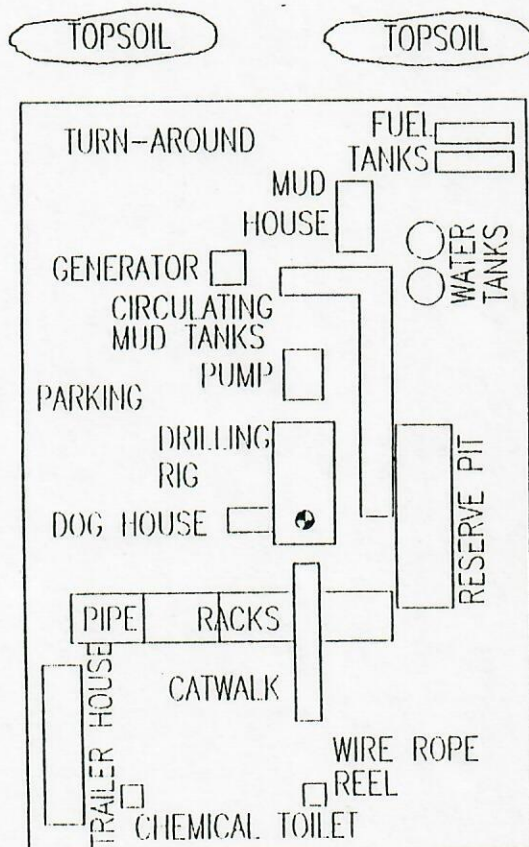 TOPSOIL
TOPSOIL
TURN-AROUND
FUEL
TANKS
MUD
HOUSE
WATER
TANKS
GENERATOR
CIRCULATING
MUD TANKS
PUMP
PARKING
DRILLING
RIG
RESERVE PIT
DOG HOUSE
PIPE RACKS
CATWALK
TRAILER HOUSE
WIRE ROPE
REEL
CHEMICAL TOILET